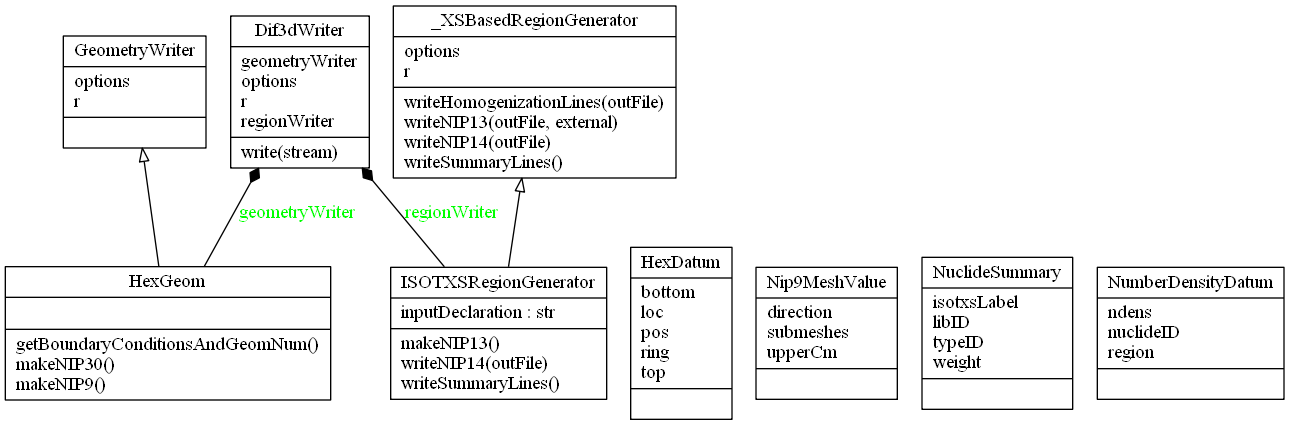 GeometryWriter
options
r
Dif3dWriter
geometryWriter
options
r
regionWriter
write(stream)
_XSBasedRegionGenerator
options
r
writeHomogenizationLines(outFile)
writeNIP13(outFile, external)
writeNIP14(outFile)
writeSummaryLines()
geometryWriter
regionWriter
HexGeom
getBoundaryConditionsAndGeomNum()
makeNIP30()
makeNIP9()
ISOTXSRegionGenerator
inputDeclaration : str
makeNIP13()
writeNIP14(outFile)
writeSummaryLines()
HexDatum
bottom
loc
pos
ring
top
Nip9MeshValue
direction
submeshes
upperCm
NuclideSummary
isotxsLabel
libID
typeID
weight
NumberDensityDatum
ndens
nuclideID
region